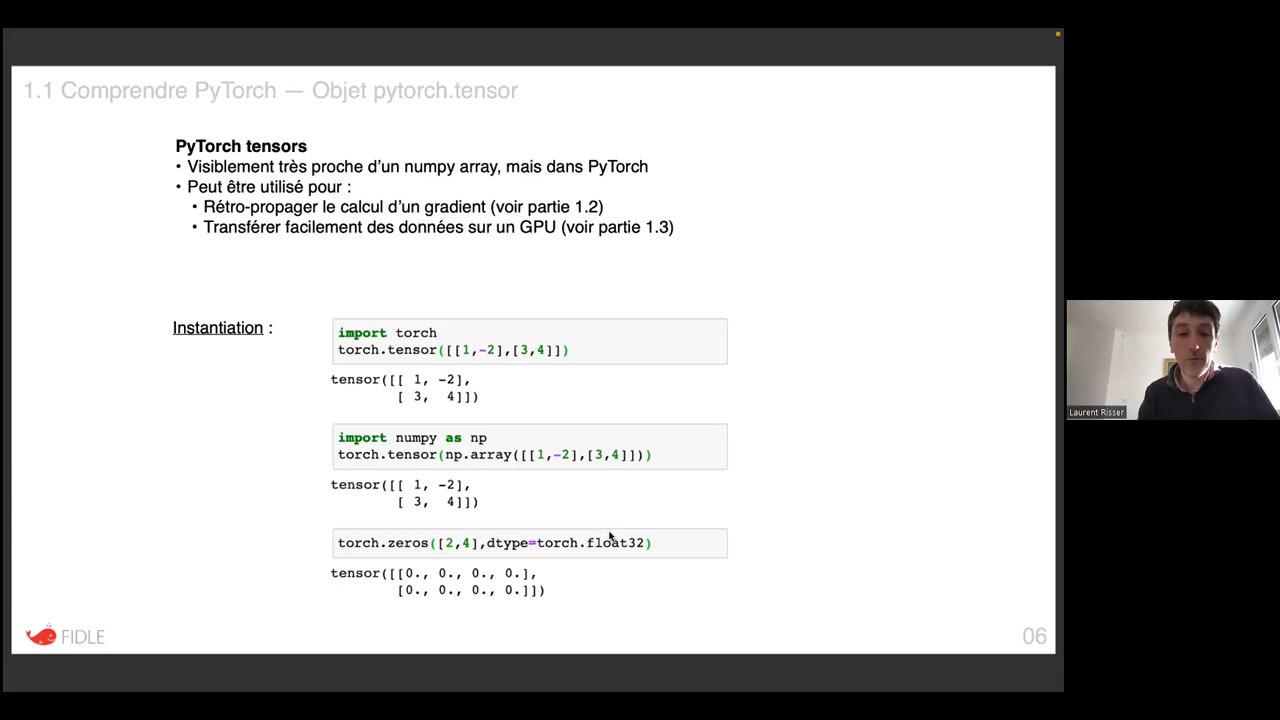 1.1 Comprendre PyTorch — Objet pytorch.tensor
PyTorch tensors
• Visiblement très proche d'un numpy array, mais dans PyTorch
• Peut être utilisé pour :
• Rétro-propager le calcul d'un gradient (voir partie 1.2)
• Transférer facilement des données sur un GPU (voir partie 1.3)
Instantiation :
import torch
torch.tensor([[1,-2],[3,4]])
tensor([[ 1, -2],
[ 3,  4]])
import numpy as np
torch.tensor(np.array([[1,-2],[3,4]]))
tensor([[ 1, -2],
[ 3,  4]])
torch.zeros([2,4],dtype=torch.float32)
tensor([[0., 0., 0., 0.],
[0., 0., 0., 0.]])
FIDLE
06
Laurent Risser